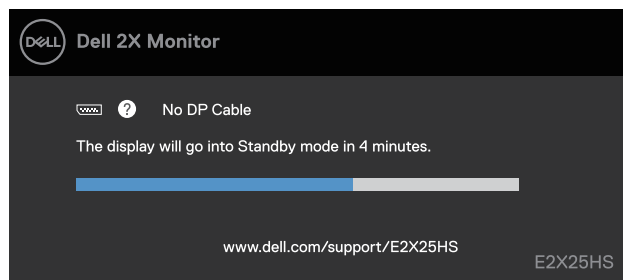 DELL Dell 2X Monitor
? No DP Cable
The display will go into Standby mode in 4 minutes.
www.dell.com/support/E2X25HS
E2X25HS